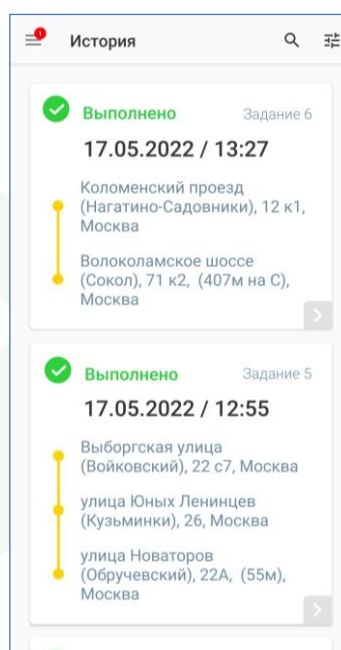 История
Выполнено Задание 6
17.05.2022 / 13:27
Коломенский проезд
(Нагатино-Садовники), 12 к1,
Москва
Волоколамское шоссе
(Сокол), 71 к2, (407м на С),
Москва
Выполнено Задание 5
17.05.2022 / 12:55
Выборгская улица
(Войковский), 22 с7, Москва
улица Юных Ленинцев
(Кузьминки), 26, Москва
улица Новаторов
(Обручевский), 22А, (55м),
Москва